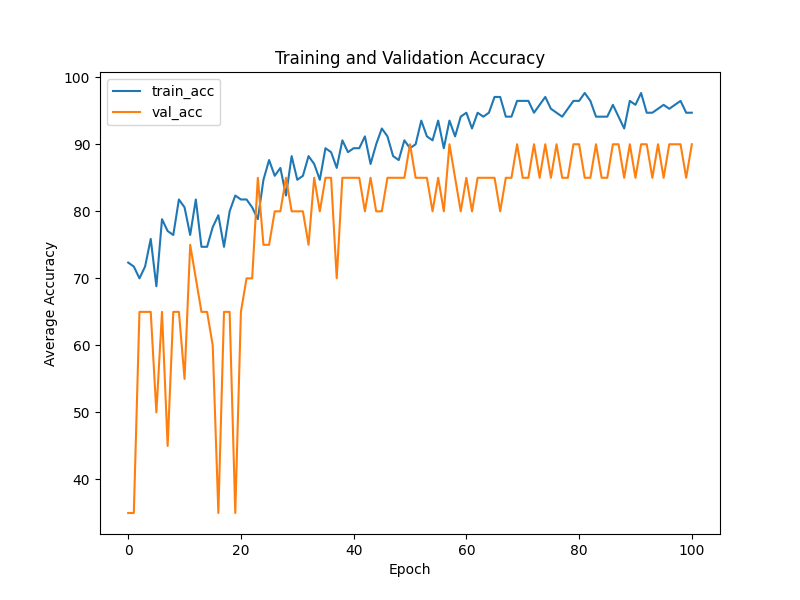 Training and Validation Accuracy
train_acc
val_acc
100
90
80
70
60
50
40
Average Accuracy
0 20 40 60 80 100
Epoch